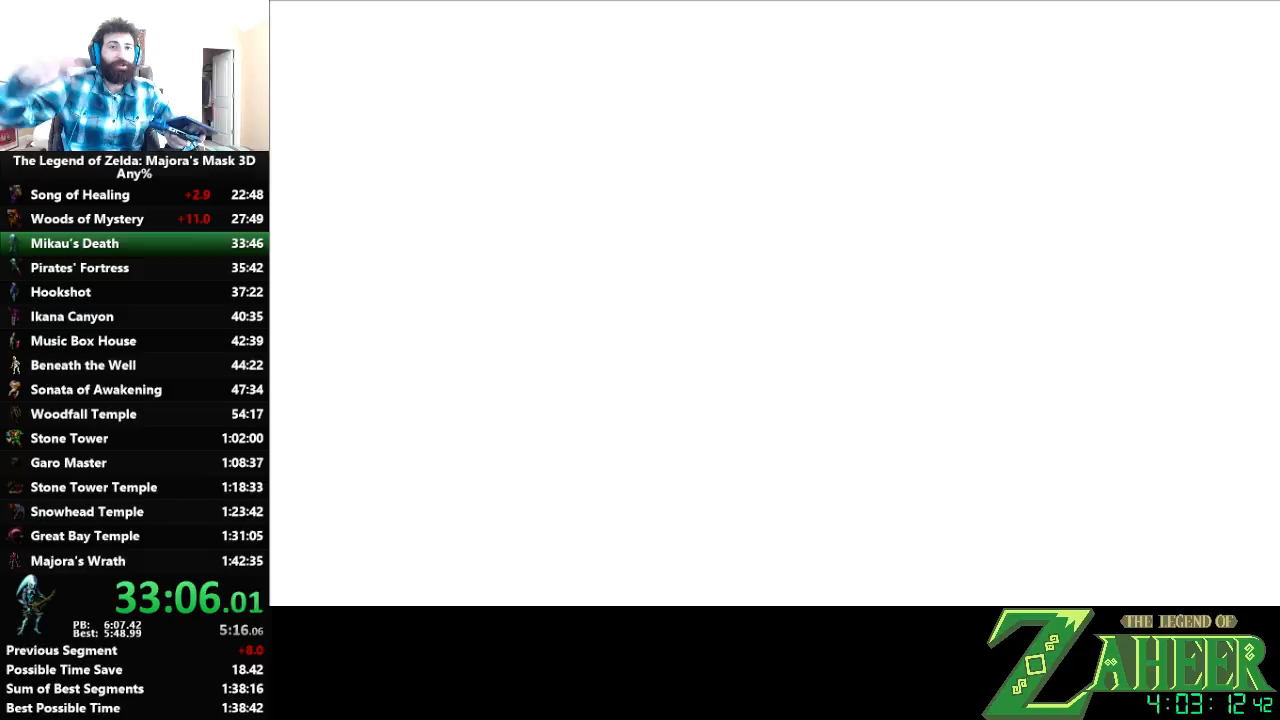 The Legend of Zelda: Majora's Mask 3D
Any%
Song of Healing +2.9 22:48
Woods of Mystery +11.0 27:49
Mikau's Death 33:46
Pirates' Fortress 35:42
Hookshot 37:22
Ikana Canyon 40:35
Music Box House 42:39
Beneath the Well 44:22
Sonata of Awakening 47:34
Woodfall Temple 54:17
Stone Tower 1:02:00
Garo Master 1:08:37
Stone Tower Temple 1:18:33
Snowhead Temple 1:23:42
Great Bay Temple 1:31:05
Majora's Wrath 1:42:35
33:06.01
PB: 6:07.42
Best: 5:48.99 5:16.06
Previous Segment +8.0
Possible Time Save 18.42
Sum of Best Segments 1:38:16
Best Possible Time 1:38:42
THE LEGEND OF
ZAHEER
4:03:12 42